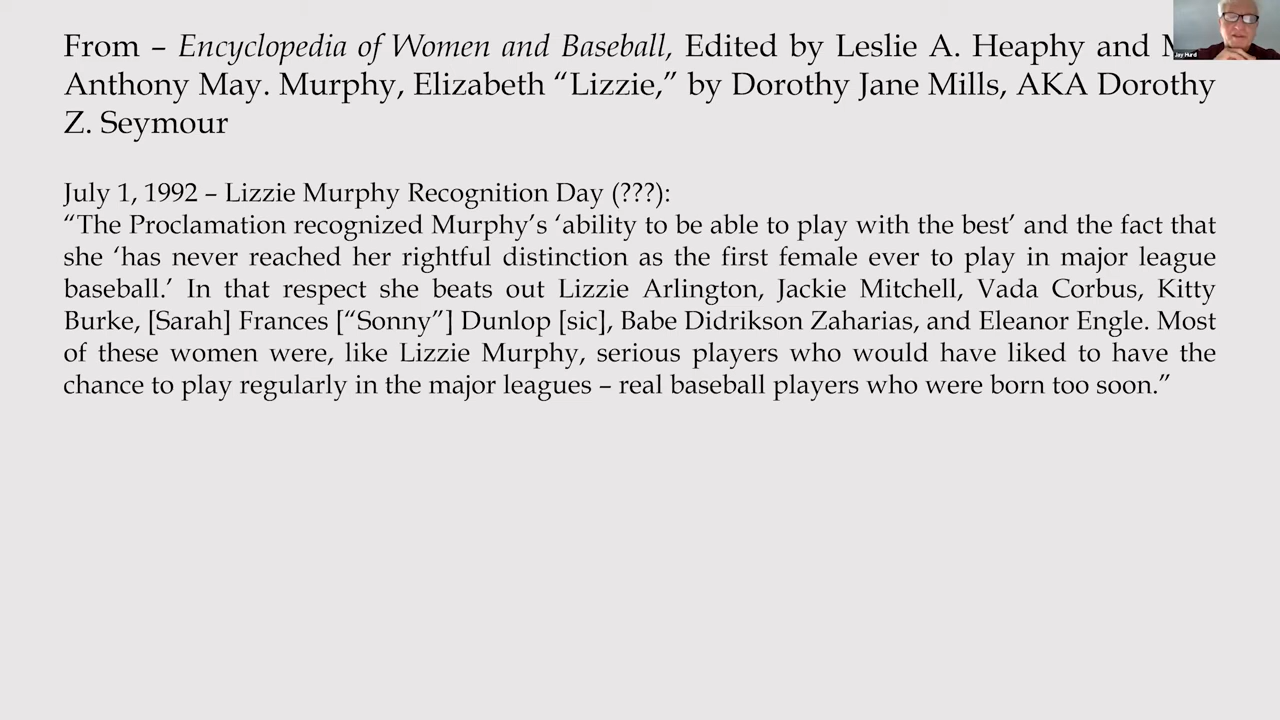 From – Encyclopedia of Women and Baseball, Edited by Leslie A. Heaphy and
Anthony May. Murphy, Elizabeth “Lizzie,” by Dorothy Jane Mills, AKA Dorothy
Z. Seymour
July 1, 1992 – Lizzie Murphy Recognition Day (???):
“The Proclamation recognized Murphy’s ‘ability to be able to play with the best’ and the fact that
she ‘has never reached her rightful distinction as the first female ever to play in major league
baseball.’ In that respect she beats out Lizzie Arlington, Jackie Mitchell, Vada Corbus, Kitty
Burke, [Sarah] Frances [“Sonny”] Dunlop [sic], Babe Didrikson Zaharias, and Eleanor Engle. Most
of these women were, like Lizzie Murphy, serious players who would have liked to have the
chance to play regularly in the major leagues – real baseball players who were born too soon.”
Jay Hurd